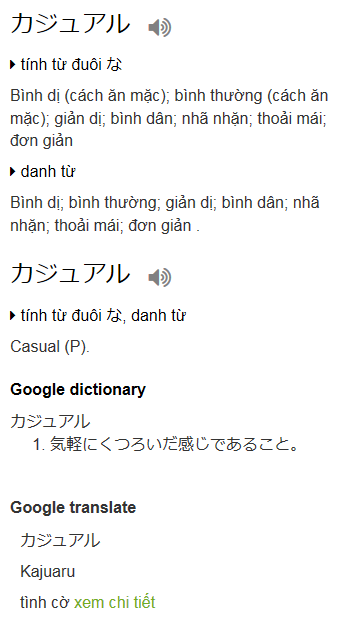 カジュアル
tính từ đuôi な
Bình dị (cách ăn mặc); bình thường (cách ăn
mặc); giản dị; bình dân; nhã nhặn; thoải mái;
đơn giản
danh từ
Bình dị; bình thường; giản dị; bình dân; nhã
nhặn; thoải mái; đơn giản .
カジュアル
tính từ đuôi な, danh từ
Casual (P).
Google dictionary
カジュアル
1. 気軽にくつろいだ感じであること。
Google translate
カジュアル
Kajuaru
tình cờ xem chi tiết